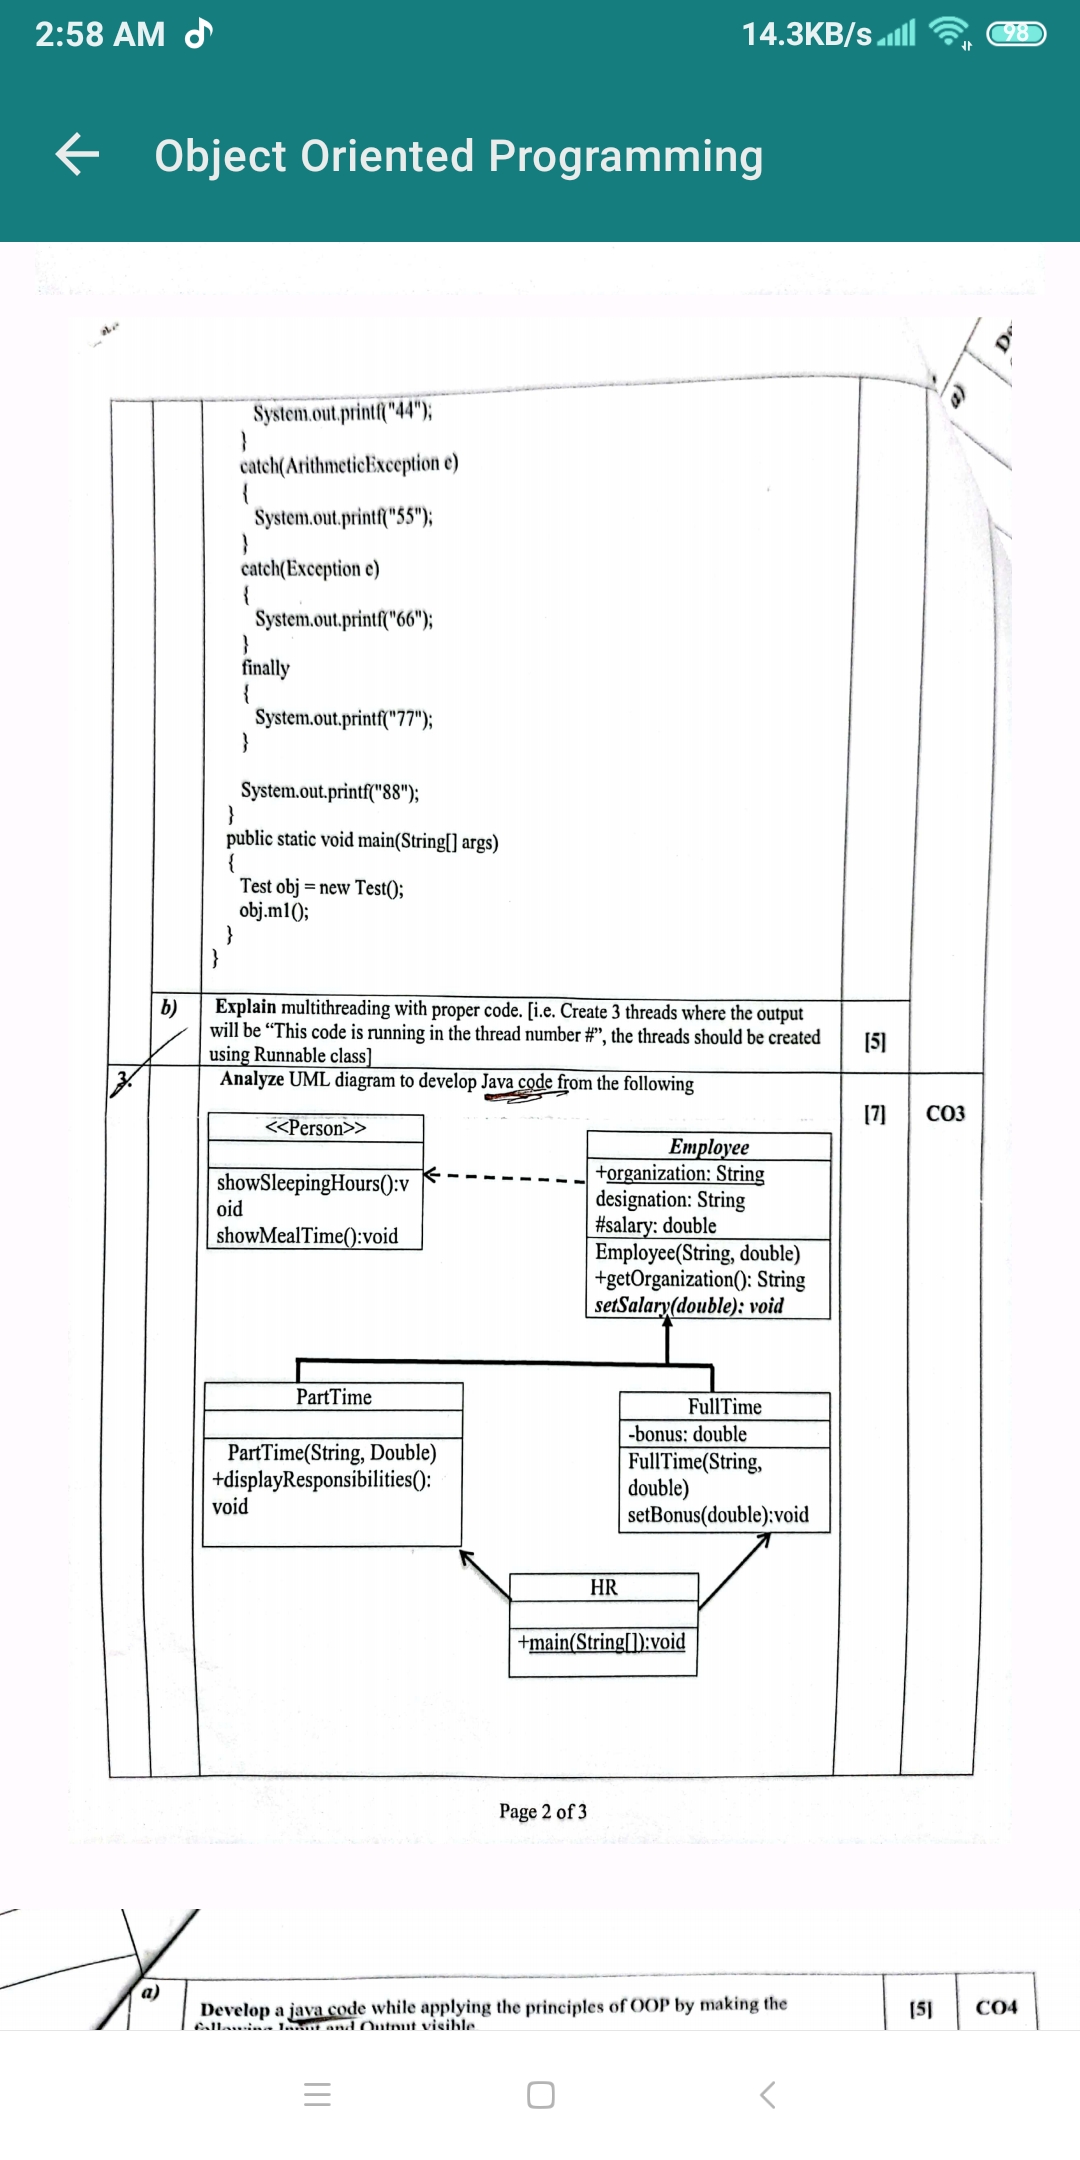 2:58 AM
14.3KB/s
98
Object Oriented Programming
a)
System.out.printf("44");
}
catch(ArithmeticException e)
{
System.out.printf("55");
}
catch(Exception e)
{
System.out.printf("66");
}
finally
{
System.out.printf("77");
}
System.out.printf("88");
}
public static void main(String[] args)
{
Test obj = new Test();
obj.m1();
}
}
b) Explain multithreading with proper code. [i.e. Create 3 threads where the output
will be “This code is running in the thread number #”, the threads should be created
using Runnable class]
[5]
3. Analyze UML diagram to develop Java code from the following
[7] CO3
<<Person>>
showSleepingHours():v
oid
showMealTime():void
Employee
+organization: String
designation: String
#salary: double
Employee(String, double)
+getOrganization(): String
setSalary(double): void
PartTime
PartTime(String, Double)
+displayResponsibilities():
void
FullTime
-bonus: double
FullTime(String,
double)
setBonus(double):void
HR
+main(String[]):void
Page 2 of 3
a) Develop a java code while applying the principles of OOP by making the
following Input and Output visible
[5] CO4